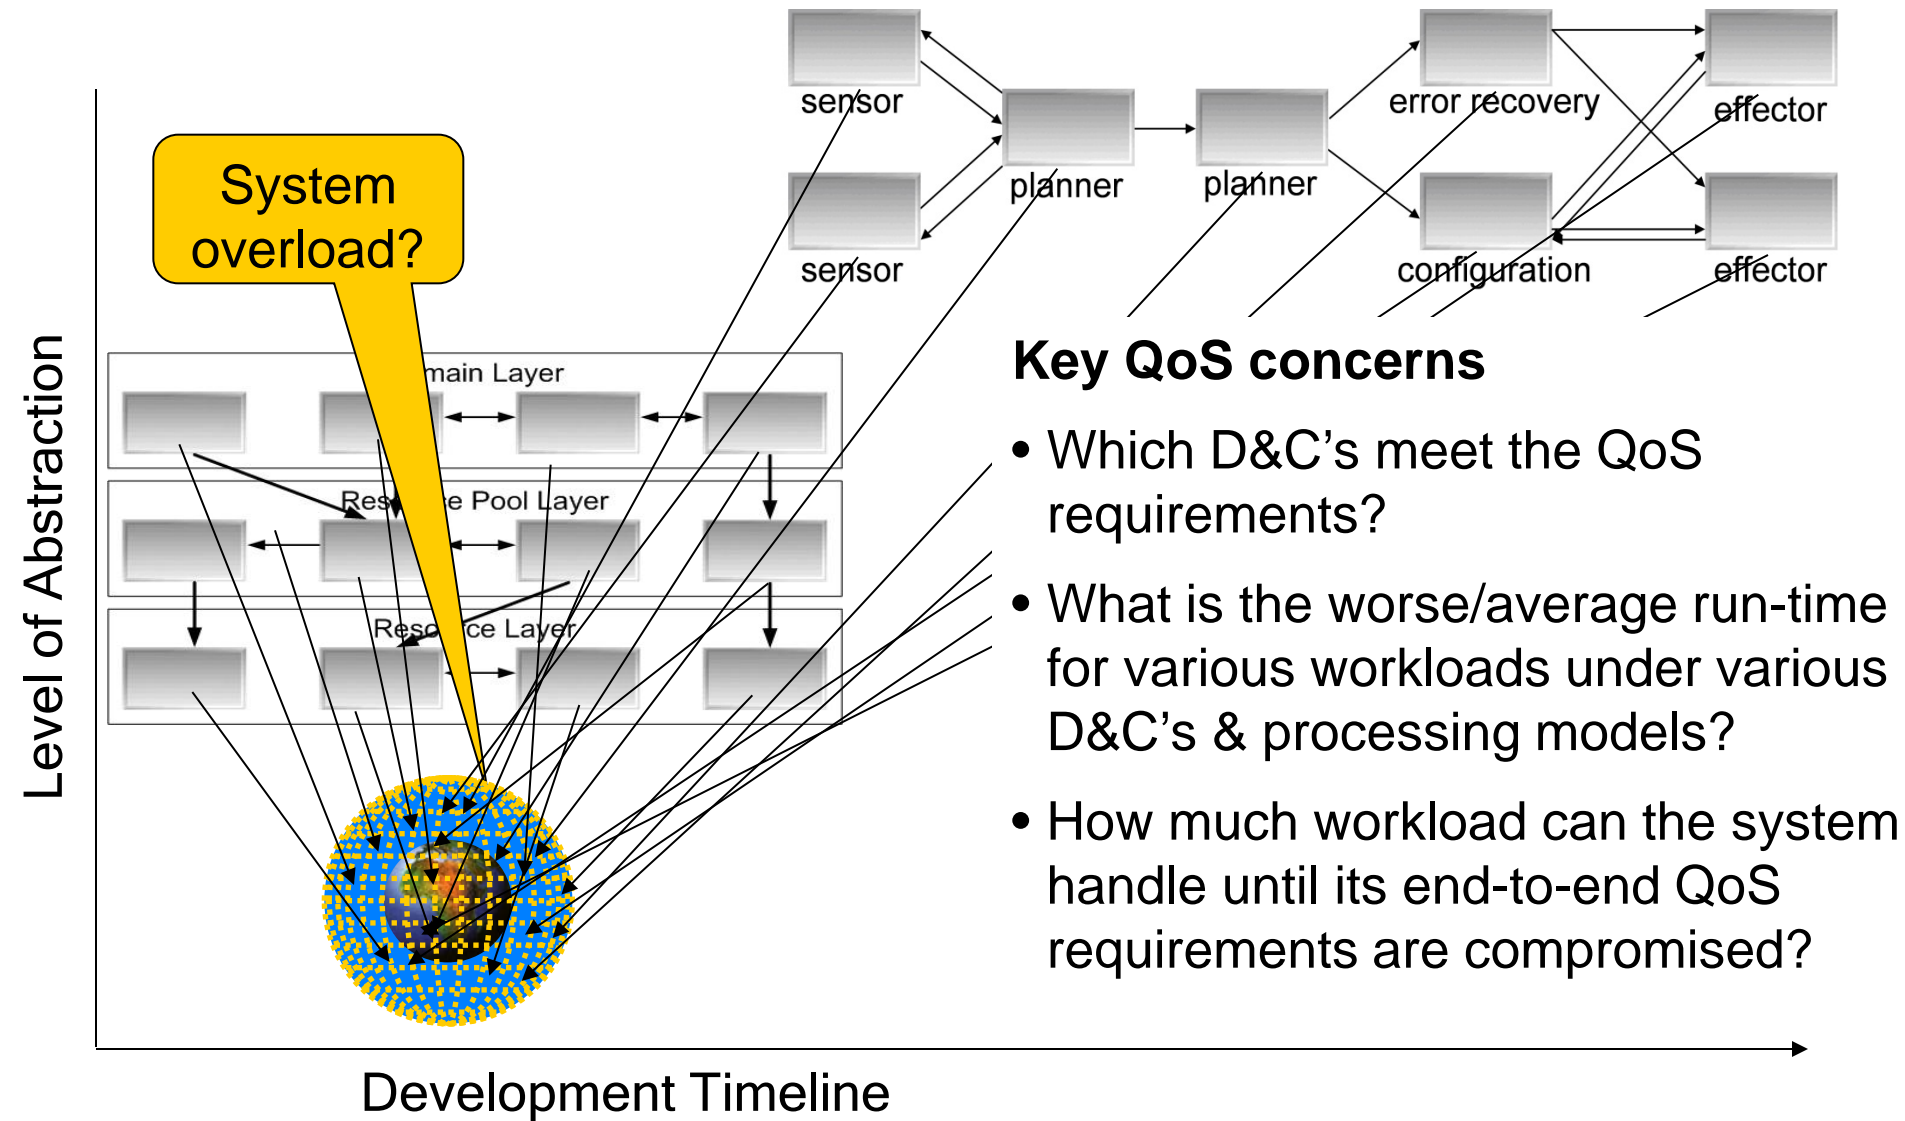 sensor
error recovery
effector
planner
planner
sensor
configuration
effector
System
overload?
Level of Abstraction
main Layer
Resource Pool Layer
Resource Layer
Key QoS concerns
• Which D&C’s meet the QoS
requirements?
• What is the worse/average run-time
for various workloads under various
D&C’s & processing models?
• How much workload can the system
handle until its end-to-end QoS
requirements are compromised?
Development Timeline